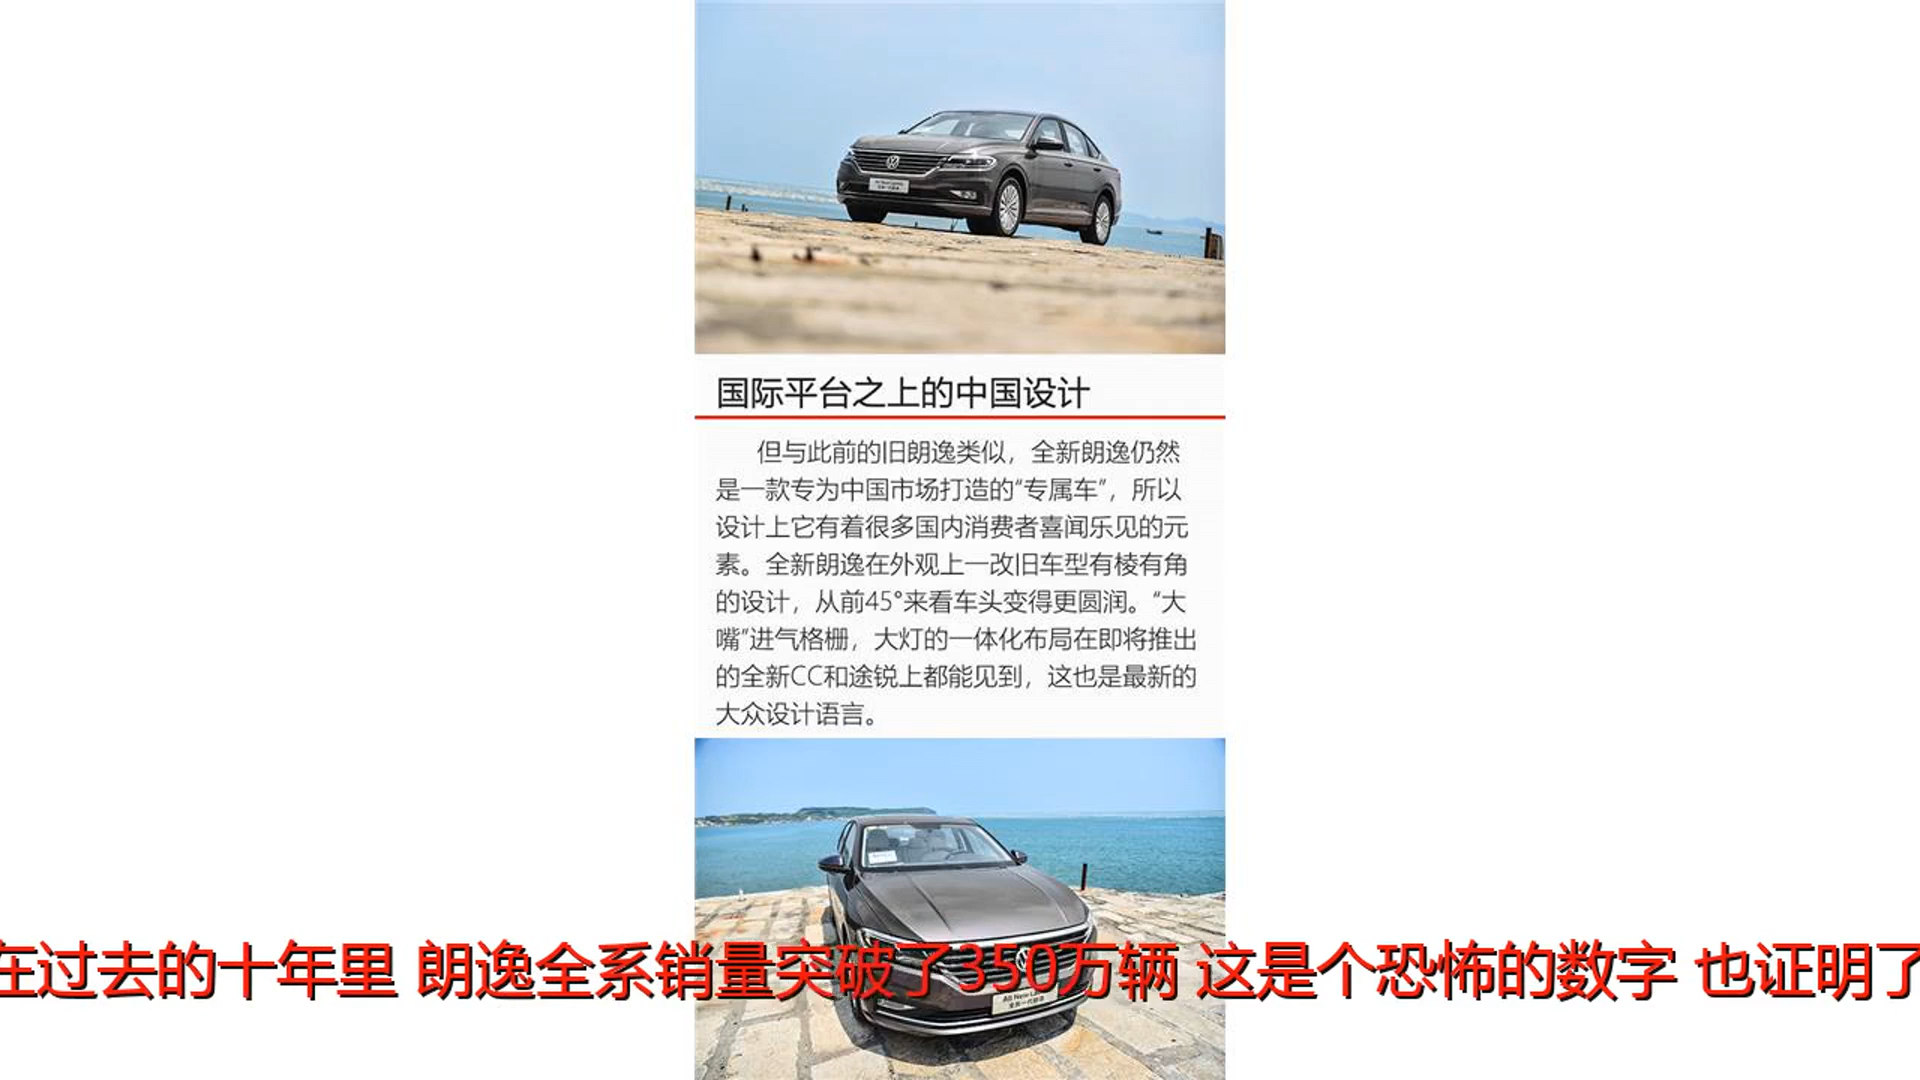 国际平台之上的中国设计
但与此前的旧朗逸类似，全新朗逸仍然
是一款专为中国市场打造的“专属车”，所以
设计上它有着很多国内消费者喜闻乐见的元
素。全新朗逸在外观上一改旧车型有棱有角
的设计，从前45°来看车头变得更圆润。“大
嘴”进气格栅，大灯的一体化布局在即将推出
的全新CC和途锐上都能见到，这也是最新的
大众设计语言。
在过去的十年里 朗逸全系销量突破了350万辆 这是个恐怖的数字 也证明了